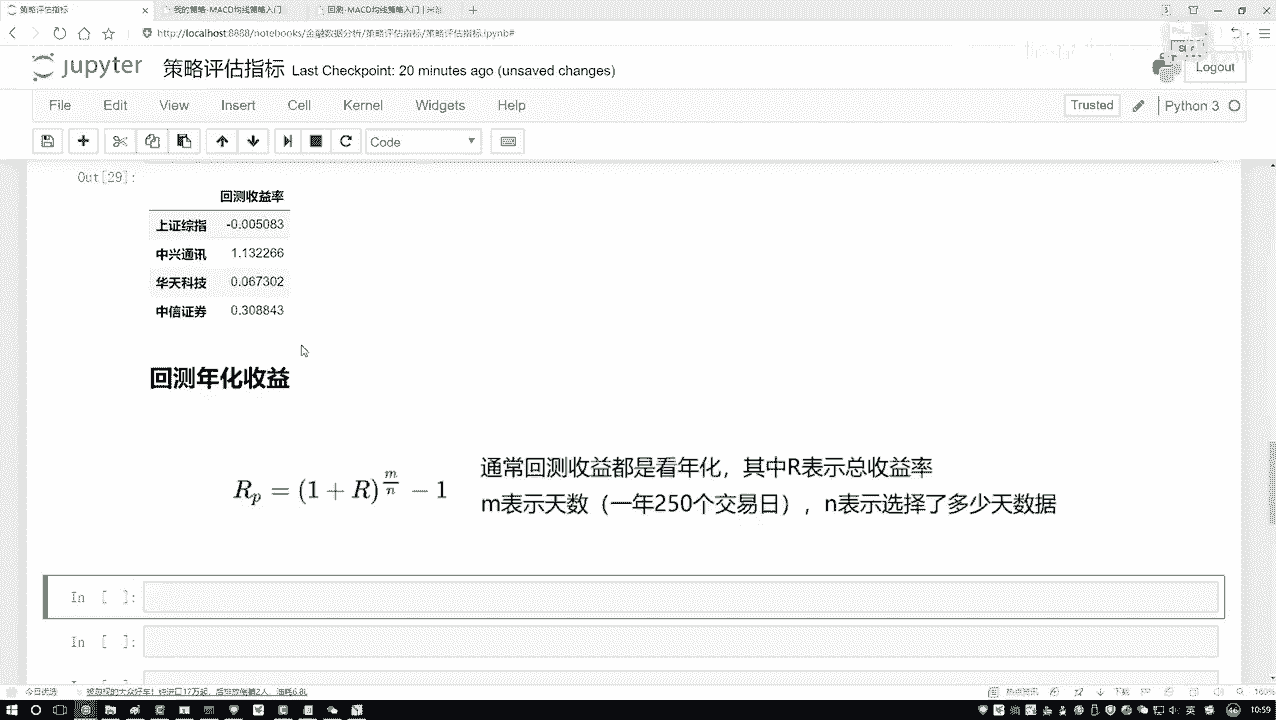 策略评估指标
我的策略-MACD均线策略入门
回测-MACD均线策略入门 | 米筐
http://localhost:8888/notebooks/金融数据分析/策略评估指标/策略评估指标.ipynb#
jupyter 策略评估指标 Last Checkpoint: 20 minutes ago (unsaved changes)
Logout
File Edit View Insert Cell Kernel Widgets Help
Trusted
Python 3
Code
Out[29]:
回测收益率
上证综指 -0.005083
中兴通讯 1.132266
华天科技 0.067302
中信证券 0.308843
回测年化收益
通常回测收益都是看年化，其中R表示总收益率
R_p = (1 + R)^{\frac{m}{n}} - 1
m表示天数（一年250个交易日），n表示选择了多少天数据
In [ ]:
In [ ]:
今日优选
英
10:59